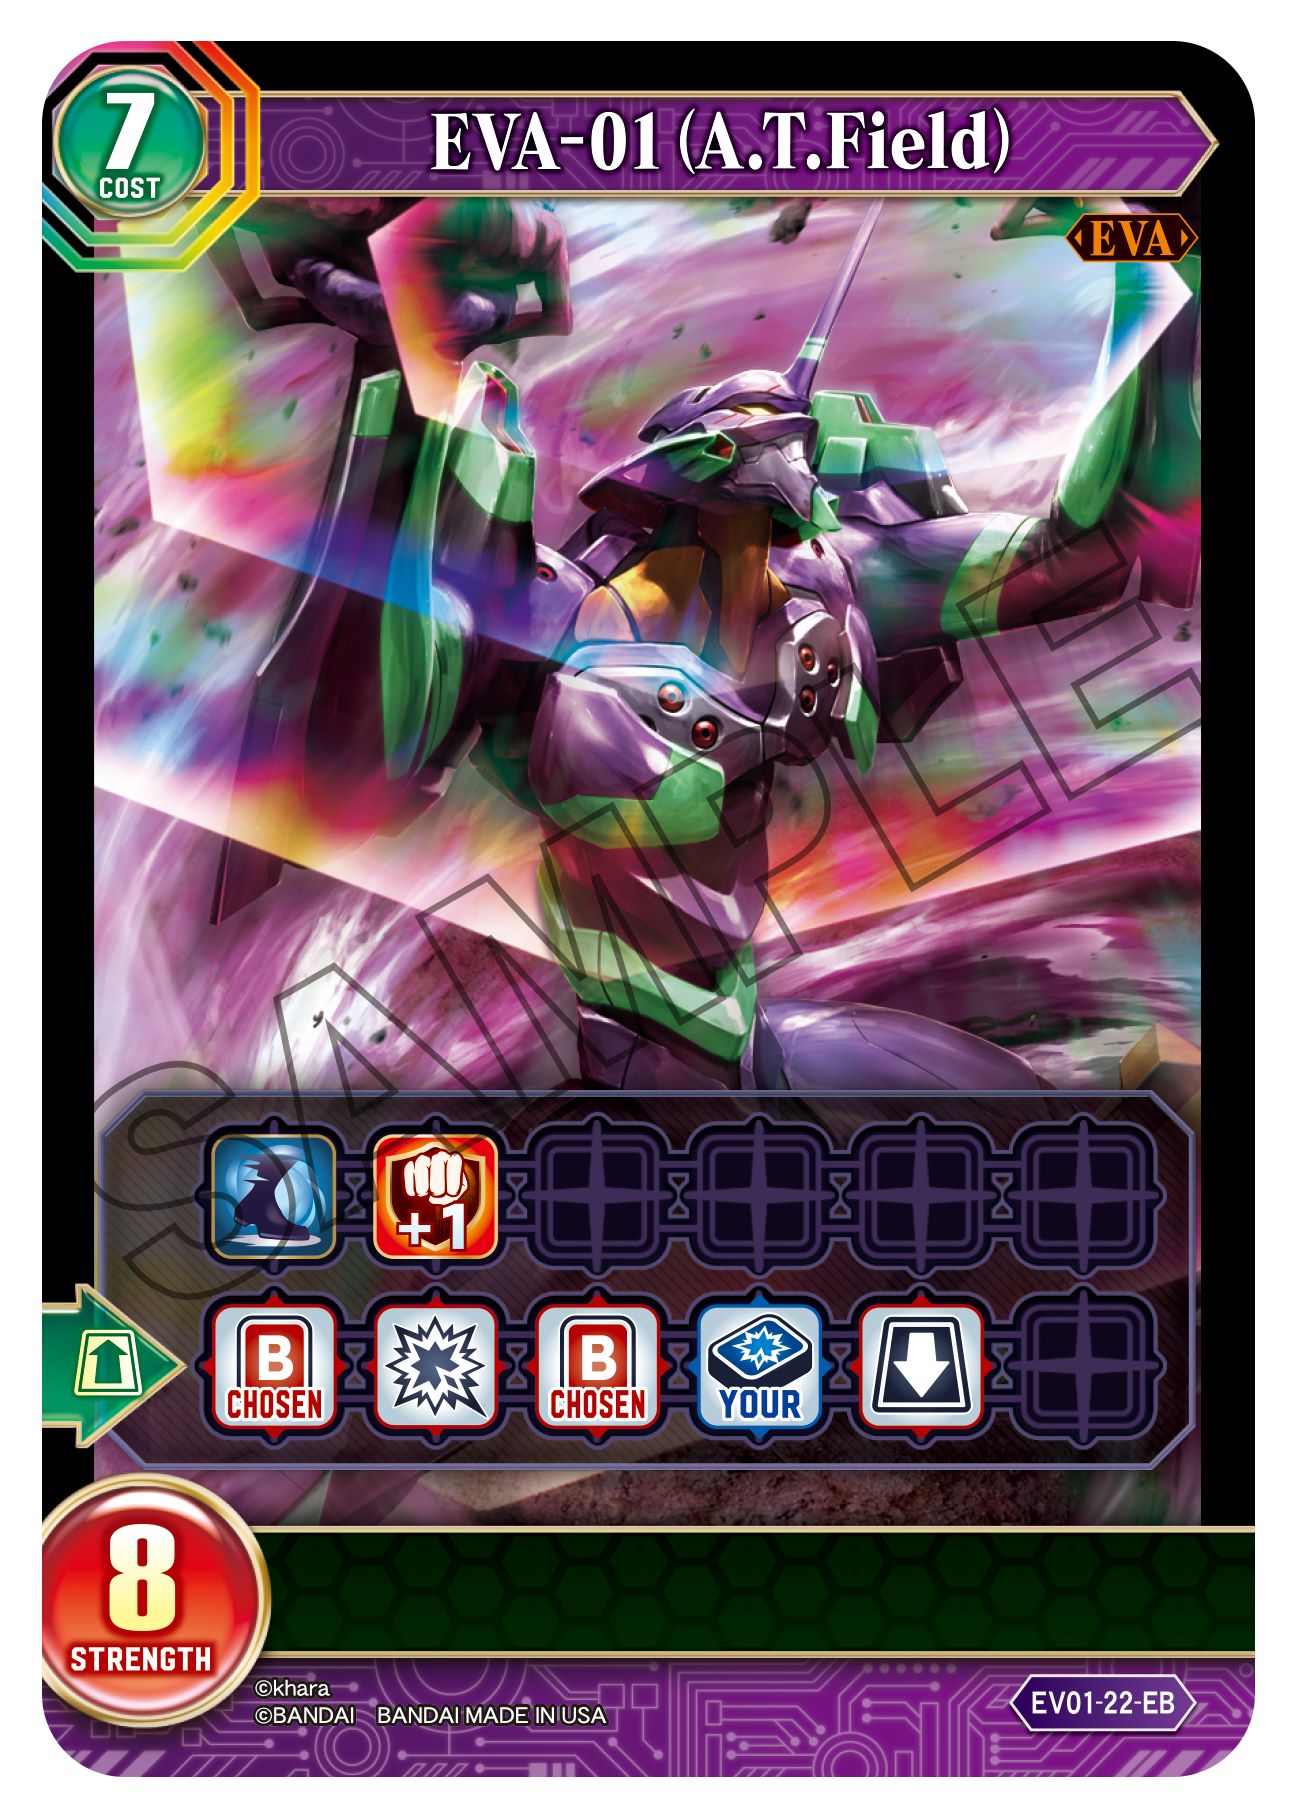 7
COST
EVA-01(A.T.Field)
EVA
SAMPLE
+1
B
CHOSEN
B
CHOSEN
YOUR
8
STRENGTH
©khara
©BANDAI BANDAI MADE IN USA
EV01-22-EB